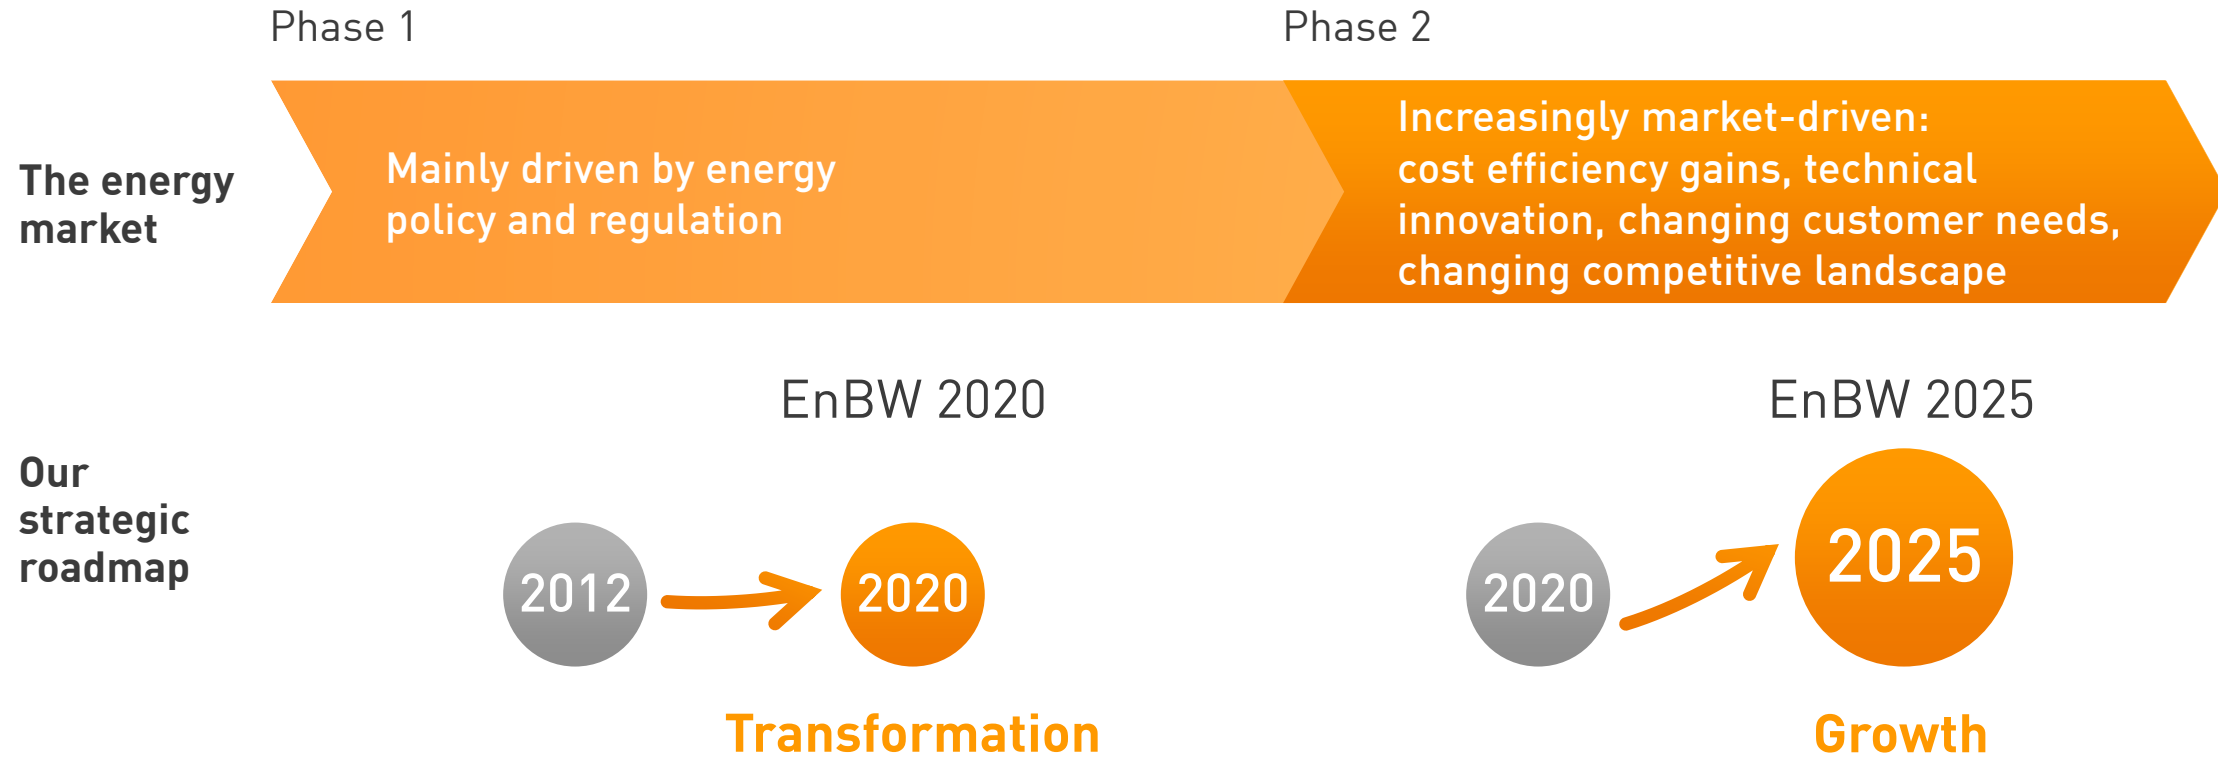 Phase 1
Phase 2
The energy
market
Mainly driven by energy
policy and regulation
Increasingly market-driven:
cost efficiency gains, technical
innovation, changing customer needs,
changing competitive landscape
Our
strategic
roadmap
EnBW 2020
2012
2020
Transformation
EnBW 2025
2020
2025
Growth